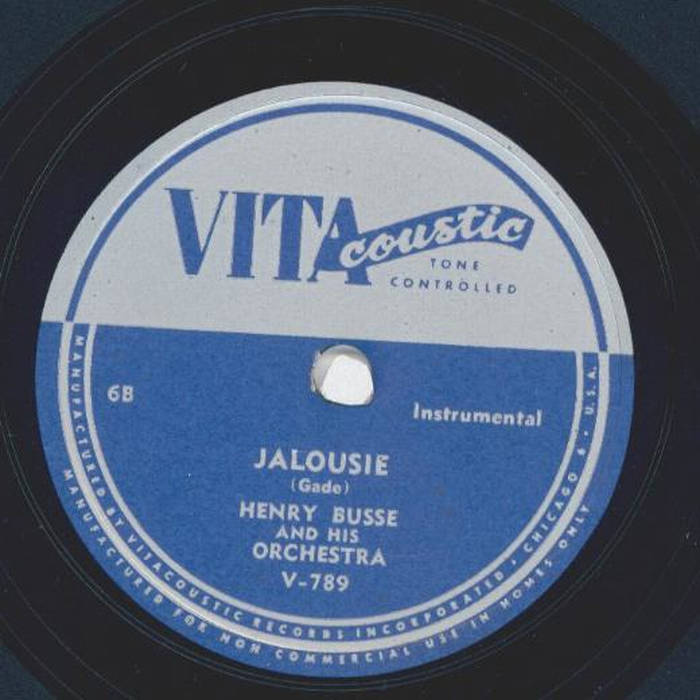 VITAcoustic
TONE
CONTROLLED
6B
Instrumental
JALOUSIE
(Gade)
HENRY BUSSE
AND HIS
ORCHESTRA
V-789
MANUFACTURED BY VITACOUSTIC RECORDS INCORPORATED • CHICAGO 6 • U.S.A.
MANUFACTURED FOR NON COMMERCIAL USE IN HOMES ONLY